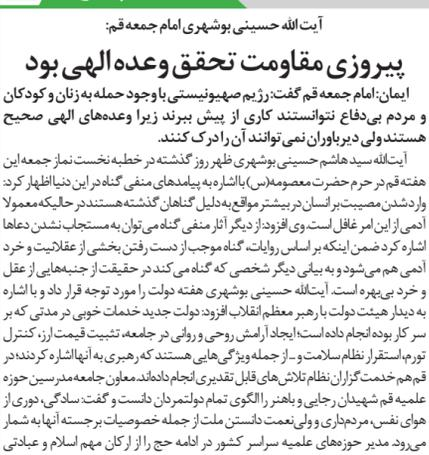 آیت الله حسینی بوشهری امام جمعه قم:
پیروزی مقاومت تحقق وعده الهی بود
ایمان: امام جمعه قم گفت: رژیم صهیونیستی با وجود حمله به زنان و کودکان
و مردم بی‌دفاع نتوانستند کاری از پیش ببرند زیرا وعده‌های الهی صحیح
هستند ولی دیرباوران نمی‌توانند آن را درک کنند.
آیت‌الله سید هاشم حسینی بوشهری ظهر روز گذشته در خطبه نخست نماز جمعه این
هفته قم در حرم حضرت معصومه(س) با اشاره به پیامدهای منفی گناه در این دنیا اظهار کرد:
وارد شدن مصیبت بر انسان در بیشتر مواقع به دلیل گناهان گذشته هستند در حالیکه معمولا
آدمی از این امر غافل است. وی افزود: از دیگر آثار منفی گناه می‌توان به مستجاب نشدن دعاها
اشاره کرد ضمن اینکه بر اساس روایات، گناه موجب از دست رفتن بخشی از عقلانیت و خرد
آدمی هم می‌شود و به بیانی دیگر شخصی که گناه می‌کند در حقیقت از جنبه‌هایی از عقل
و خرد بی‌بهره است. آیت‌الله حسینی بوشهری هفته دولت را مورد توجه قرار داد و با اشاره
به دیدار هیئت دولت با رهبر معظم انقلاب افزود: دولت جدید خدمات خوبی در مدتی که بر
سر کار بوده انجام داده است؛ ایجاد آرامش روحی و روانی در جامعه، تثبیت قیمت ارز، کنترل
تورم، استقرار نظام سلامت و ... از جمله ویژگی‌هایی هستند که رهبری به آنها اشاره کردند؛ در
قم هم خدمت‌گزاران نظام تلاش‌های قابل تقدیری انجام داده‌اند. معاون جامعه مدرسین حوزه
علمیه قم شهیدان رجایی و باهنر را الگوی تمام دولتمردان دانست و گفت: سادگی، دوری از
هوای نفس، مردم‌داری و ولی‌نعمت دانستن ملت از جمله خصوصیات برجسته آنها به شمار
می‌رود. مدیر حوزه‌های علمیه سراسر کشور در ادامه حج را از ارکان مهم اسلام و عبادتی